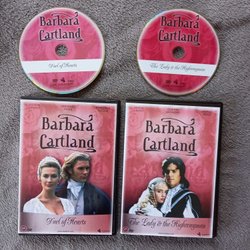 Barbara
Cartland
Duel of Hearts
Barbara
Cartland
The Lady & the Highwayman
Barbara
Cartland
Duel of Hearts
Barbara
Cartland
The Lady & the Highwayman